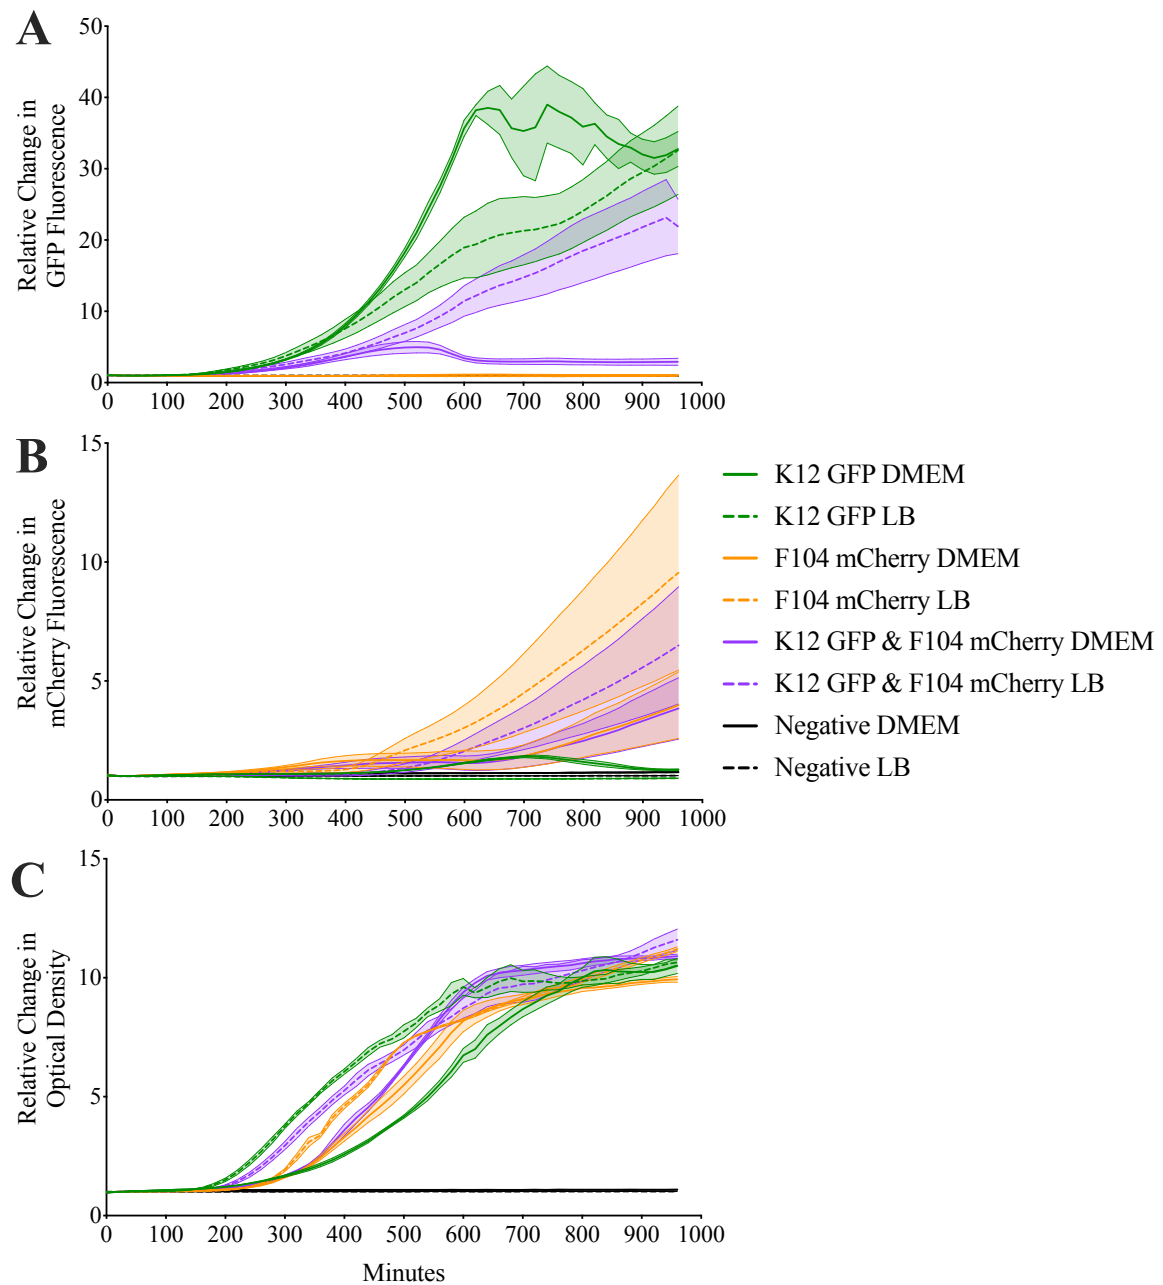 A
Relative Change in
GFP Fluorescence
50
40
30
20
10
0
0 100 200 300 400 500 600 700 800 900 1000
B
Relative Change in
mCherry Fluorescence
15
10
5
0
0 100 200 300 400 500 600 700 800 900 1000
K12 GFP DMEM
K12 GFP LB
F104 mCherry DMEM
F104 mCherry LB
K12 GFP & F104 mCherry DMEM
K12 GFP & F104 mCherry LB
Negative DMEM
Negative LB
C
Relative Change in
Optical Density
15
10
5
0
0 100 200 300 400 500 600 700 800 900 1000
Minutes